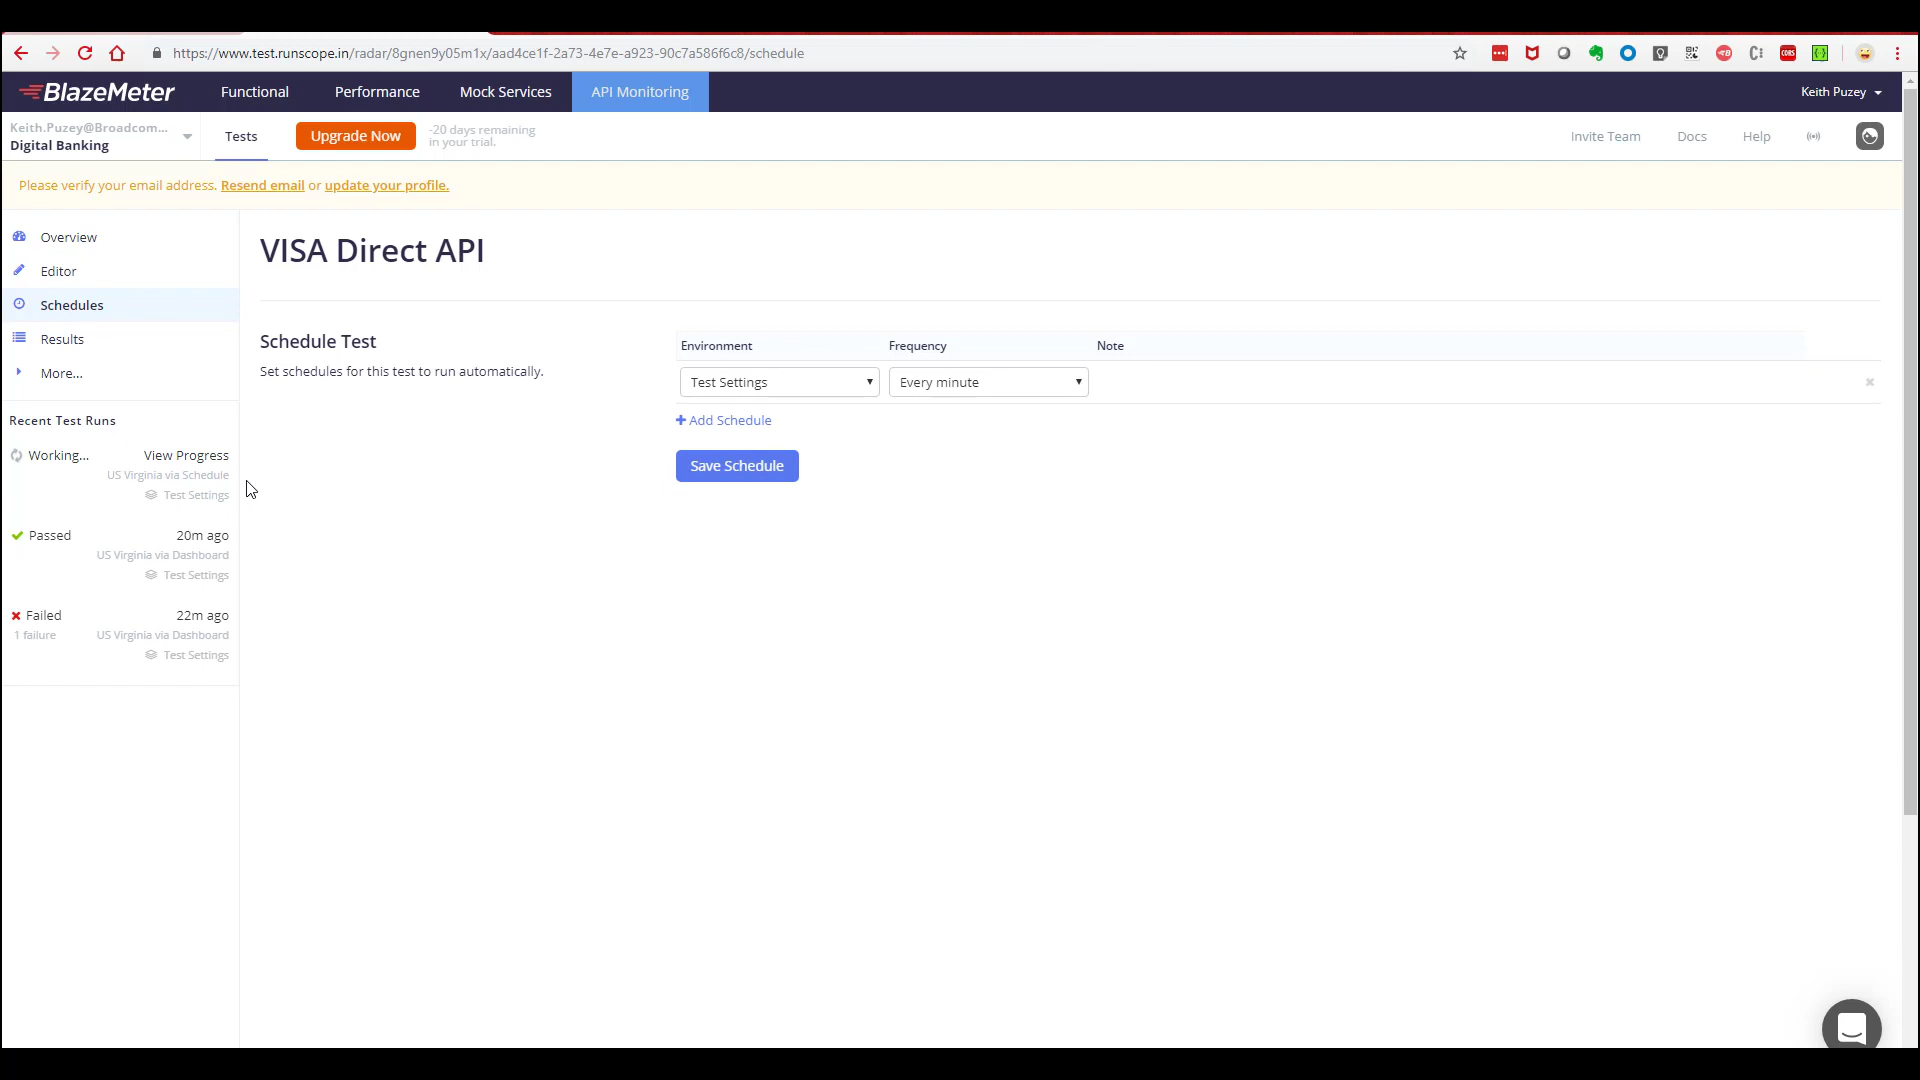 https://www.test.runscope.in/radar/8gnen9y05m1x/aad4ce1f-2a73-4e7e-a923-90c7a586f6c8/schedule
BlazeMeter Functional Performance Mock Services API Monitoring Keith Puzey
Keith.Puzey@Broadcom...
Digital Banking
Tests
Upgrade Now
-20 days remaining
in your trial.
Invite Team Docs Help
Please verify your email address. Resend email or update your profile.
Overview
Editor
Schedules
Results
More...
Recent Test Runs
Working... View Progress
US Virginia via Schedule
Test Settings
Passed 20m ago
US Virginia via Dashboard
Test Settings
Failed 22m ago
1 failure US Virginia via Dashboard
Test Settings
VISA Direct API
Schedule Test
Set schedules for this test to run automatically.
Environment Frequency Note
Test Settings Every minute
Add Schedule
Save Schedule
CORS